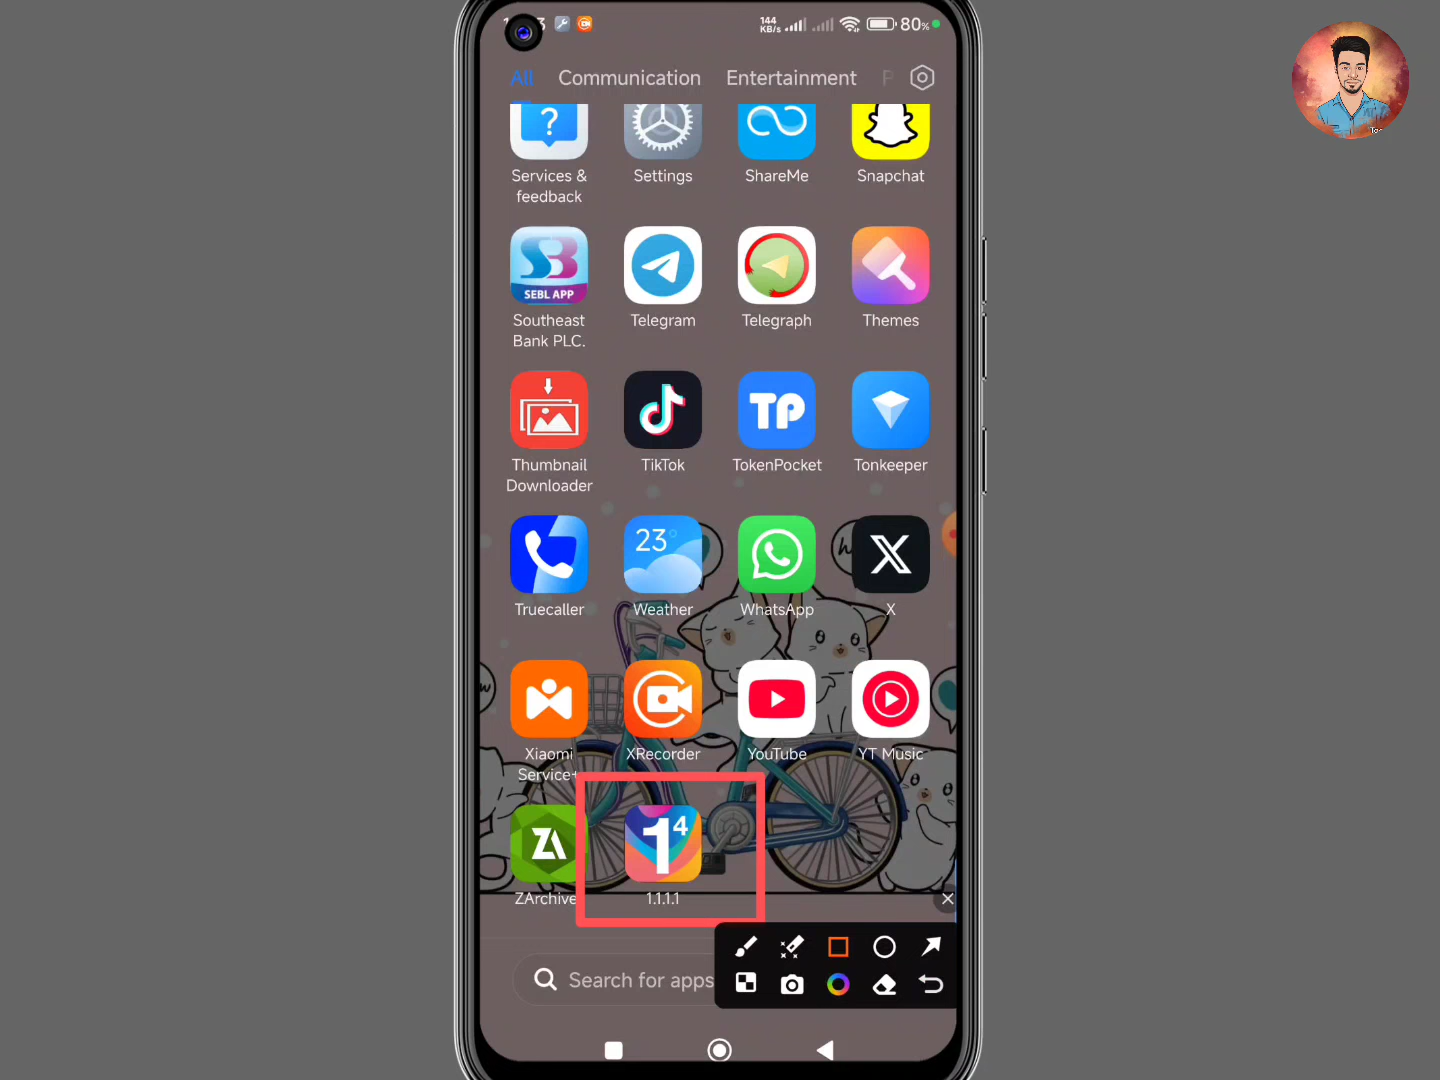 144
KB/s
80%
All Communication Entertainment
Services &
feedback
Settings
ShareMe
Snapchat
SEBL APP
Southeast
Bank PLC.
Telegram
Telegraph
Themes
Thumbnail
Downloader
TikTok
TP
TokenPocket
Tonkeeper
Truecaller
23°
Weather
WhatsApp
X
Xiaomi
Service+
XRecorder
YouTube
YT Music
ZA
ZArchive
1⁴
1.1.1.1
Search for apps